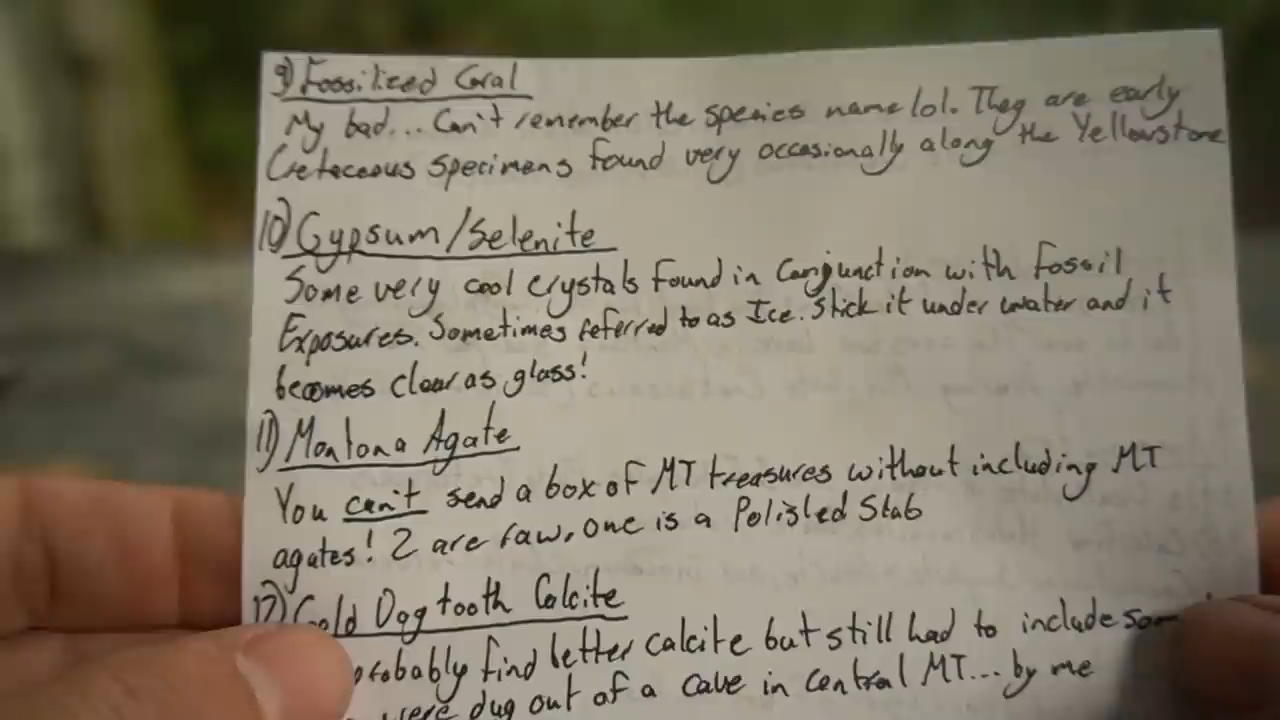 9) Fossilized Coral
My bad... Can't remember the species name lol. They are early
Cretaceous Specimens found very occasionally along the Yellowstone
10) Gypsum/Selenite
Some very cool crystals found in Conjunction with Fossil
Exposures. Sometimes referred to as Ice. Stick it under water and it
becomes clear as glass!
11) Montana Agate
You can't send a box of MT treasures without including MT
agates! 2 are raw, one is a Polished Slab
12) Gold Dogtooth Calcite
probably find better calcite but still had to include
were dug out of a cave in central MT... by me